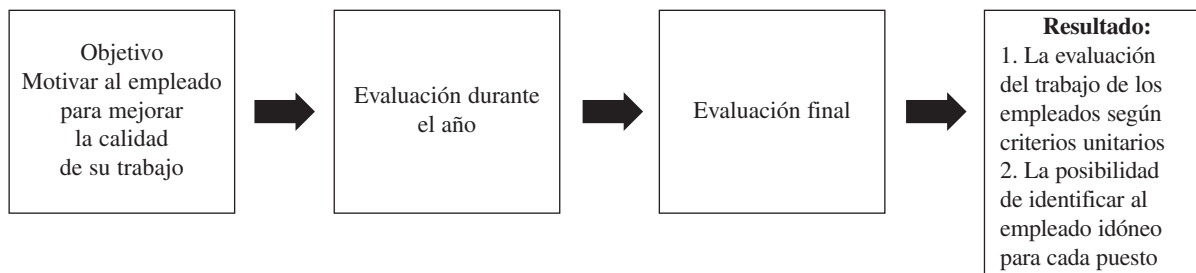 Objetivo
Motivar al empleado
para mejorar
la calidad
de su trabajo
Evaluación durante
el año
Evaluación final
Resultado:
1. La evaluación
del trabajo de los
empleados según
criterios unitarios
2. La posibilidad
de identificar al
empleado idóneo
para cada puesto